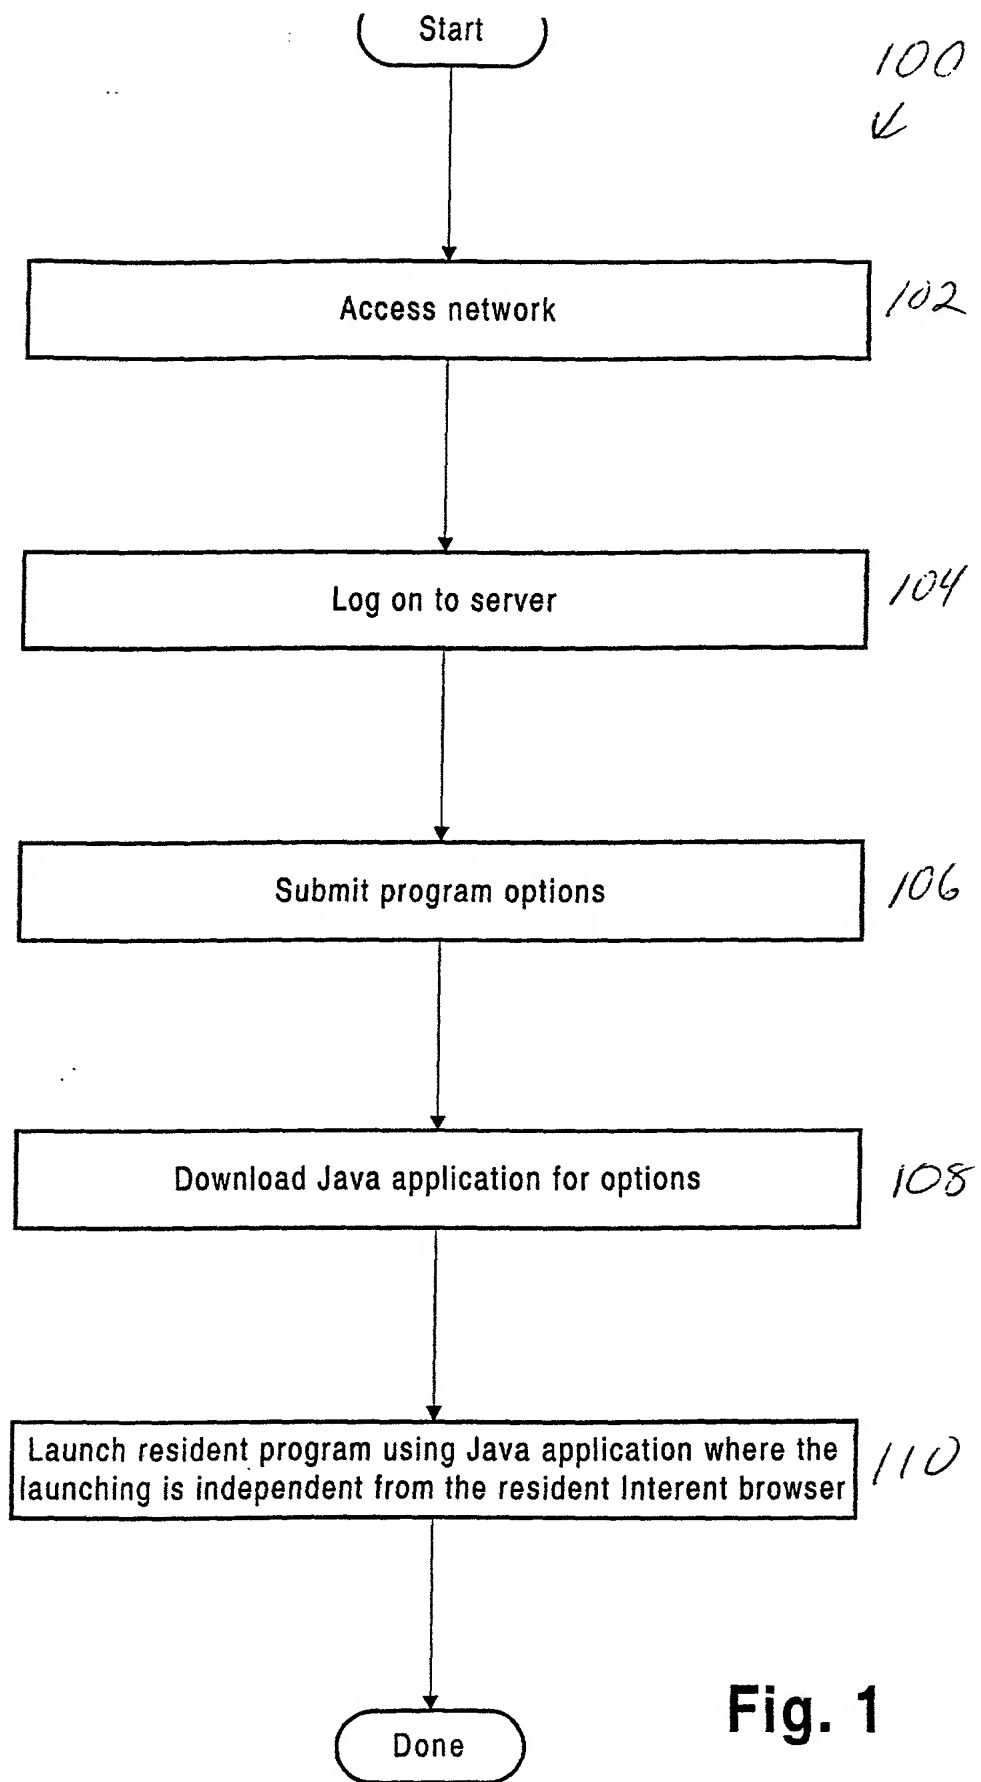 Start
100
Access network
102
Log on to server
104
Submit program options
106
Download Java application for options
108
Launch resident program using Java application where the
launching is independent from the resident Interent browser
110
Done
Fig. 1